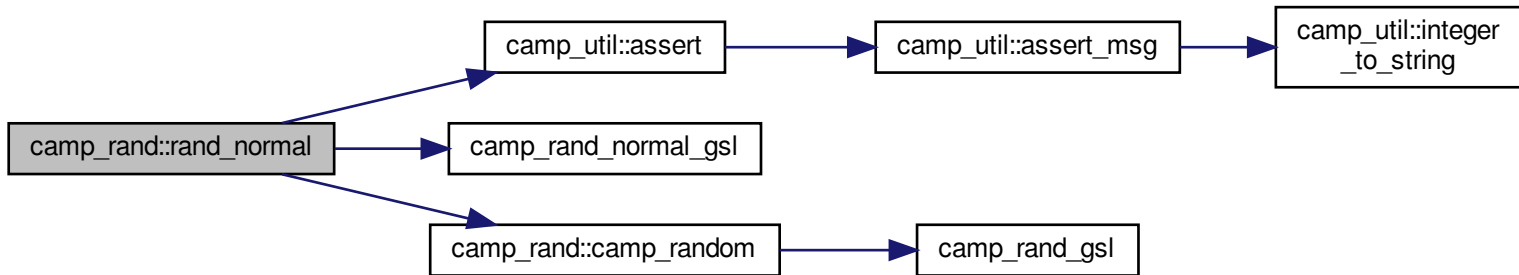 camp_util::assert
camp_util::assert_msg
camp_util::integer
_to_string
camp_rand::rand_normal
camp_rand_normal_gsl
camp_rand::camp_random
camp_rand_gsl